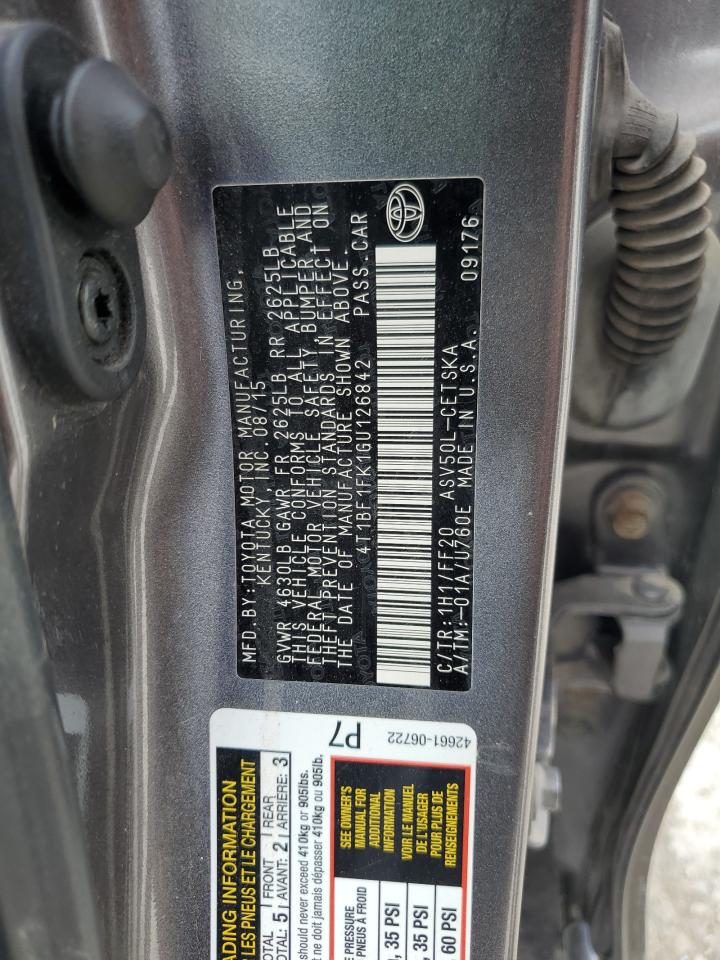 MFD. BY: TOYOTA MOTOR MANUFACTURING,
KENTUCKY, INC. 08/15
GVWR 4630LB GAWR FR 2625LB RR 2625LB
THIS VEHICLE CONFORMS TO ALL APPLICABLE
FEDERAL MOTOR VEHICLE SAFETY, BUMPER AND
THEFT PREVENTION STANDARDS IN EFFECT ON
THE DATE OF MANUFACTURE SHOWN ABOVE.
4T1BF1FK1GU126842 PASS. CAR
C/TR: 1H1/FF20 ASV50L-CETSKA
A/TM: -01A/U760E MADE IN U.S.A. 09176
ADING INFORMATION
LES PNEUS ET LE CHARGEMENT
TOTAL 5 FRONT 2 REAR 3
TOTAL: AVANT: ARRIÈRE:
should never exceed 410kg or 905lbs.
t ne doit jamais dépasser 410kg ou 905lb.
P7
42661-06722
PRESSURE
PNEUS À FROID
, 35 PSI
, 35 PSI
, 60 PSI
SEE OWNER'S
MANUAL FOR
ADDITIONAL
INFORMATION
VOIR LE MANUEL
DE L'USAGER
POUR PLUS DE
RENSEIGNEMENTS